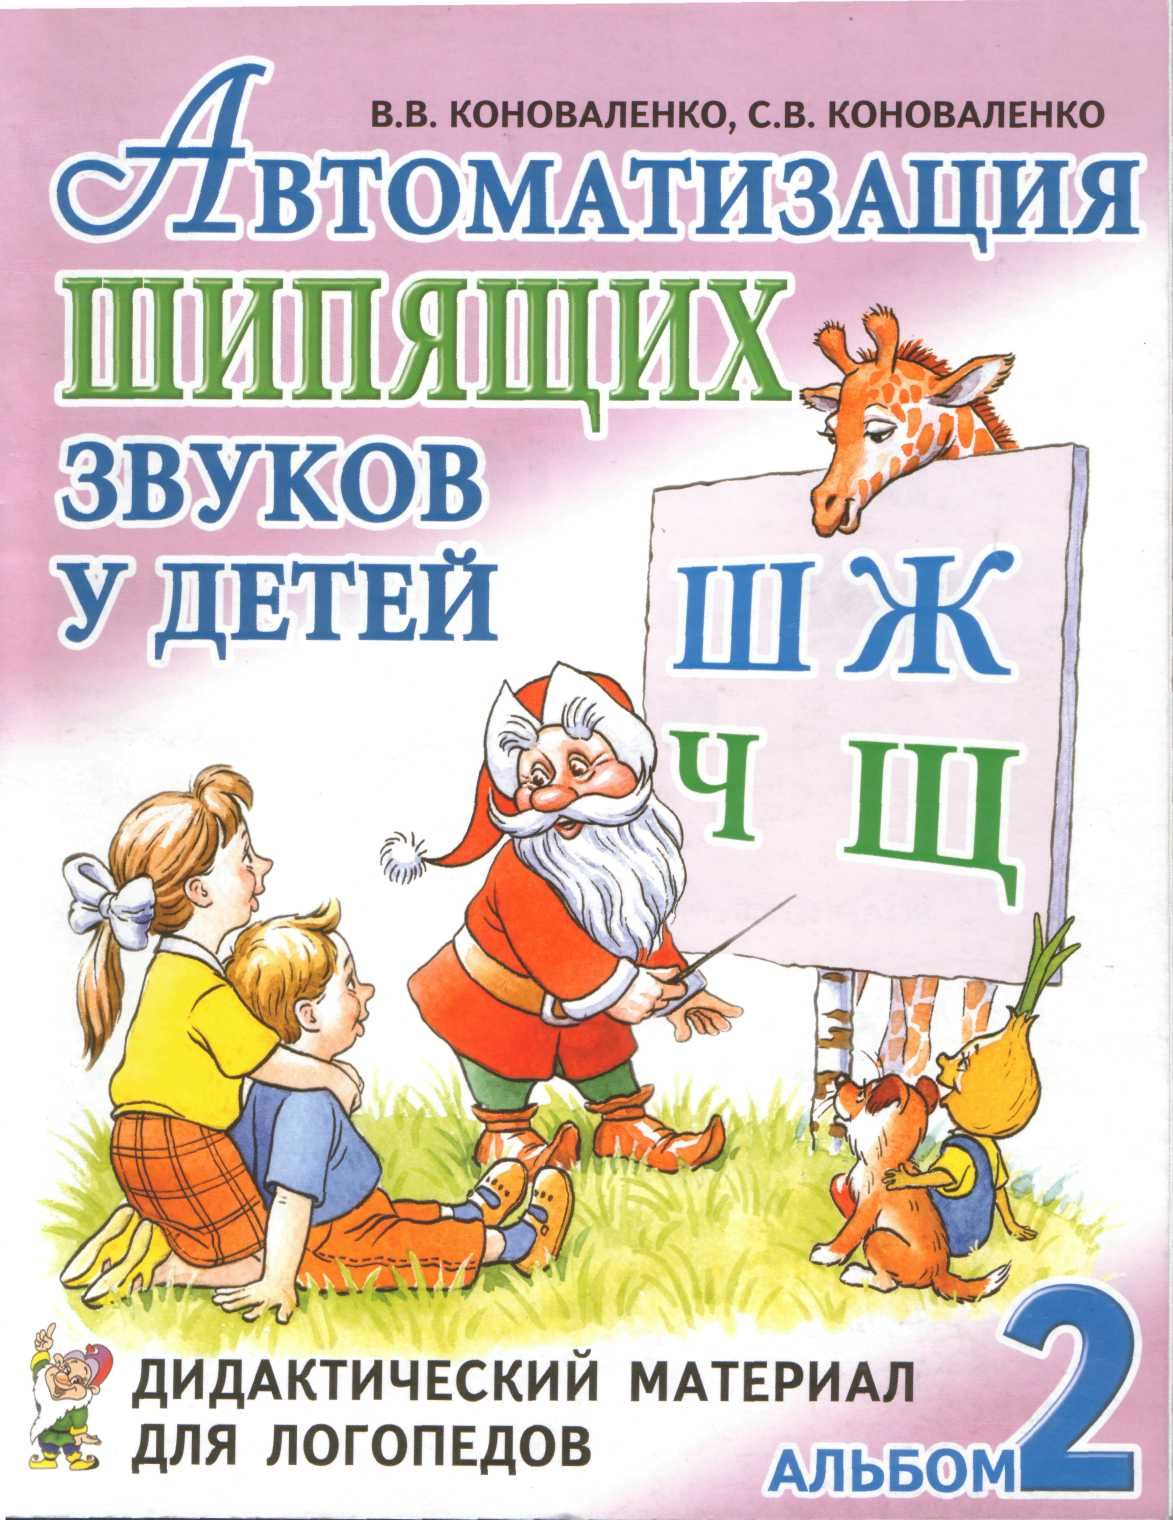 В.В. КОНОВАЛЕНКО, С.В. КОНОВАЛЕНКО
АВТОМАТИЗАЦИЯ
ШИПЯЩИХ
ЗВУКОВ
У ДЕТЕЙ
Ш Ж
Ч Щ
ДИДАКТИЧЕСКИЙ МАТЕРИАЛ
ДЛЯ ЛОГОПЕДОВ
АЛЬБОМ 2